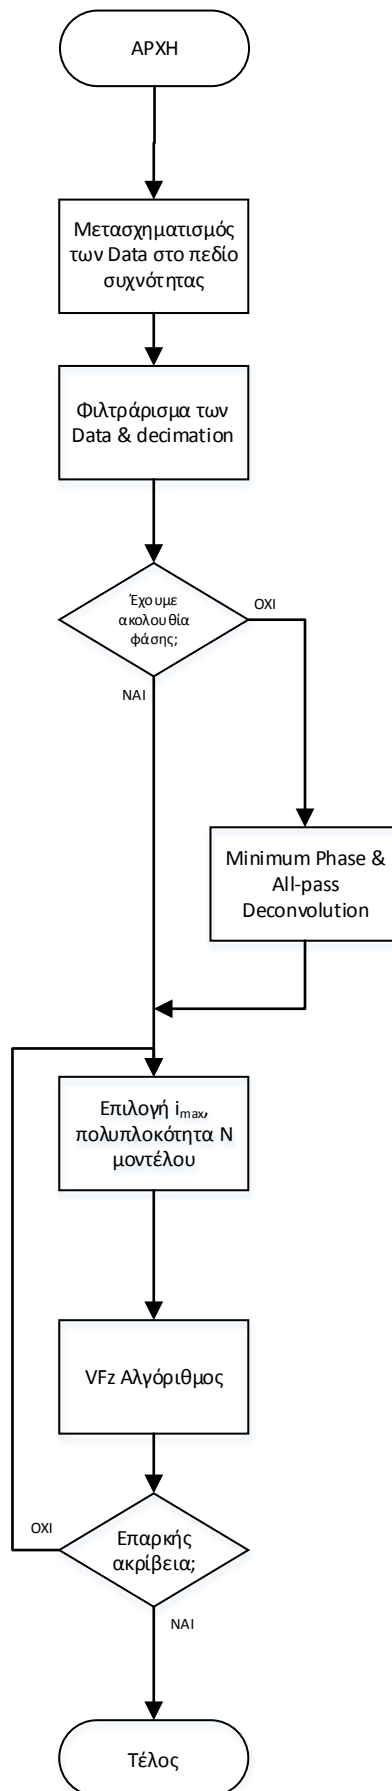 ΑΡΧΗ
Μετασχηματισμός
των Data στο πεδίο
συχνότητας
Φιλτράρισμα των
Data & decimation
Έχουμε
ακολουθία
φάσης;
ΟΧΙ
ΝΑΙ
Minimum Phase &
All-pass
Deconvolution
Επιλογή imax,
πολυπλοκότητα Ν
μοντέλου
VFz Αλγόριθμος
Επαρκής
ακρίβεια;
ΟΧΙ
ΝΑΙ
Τέλος